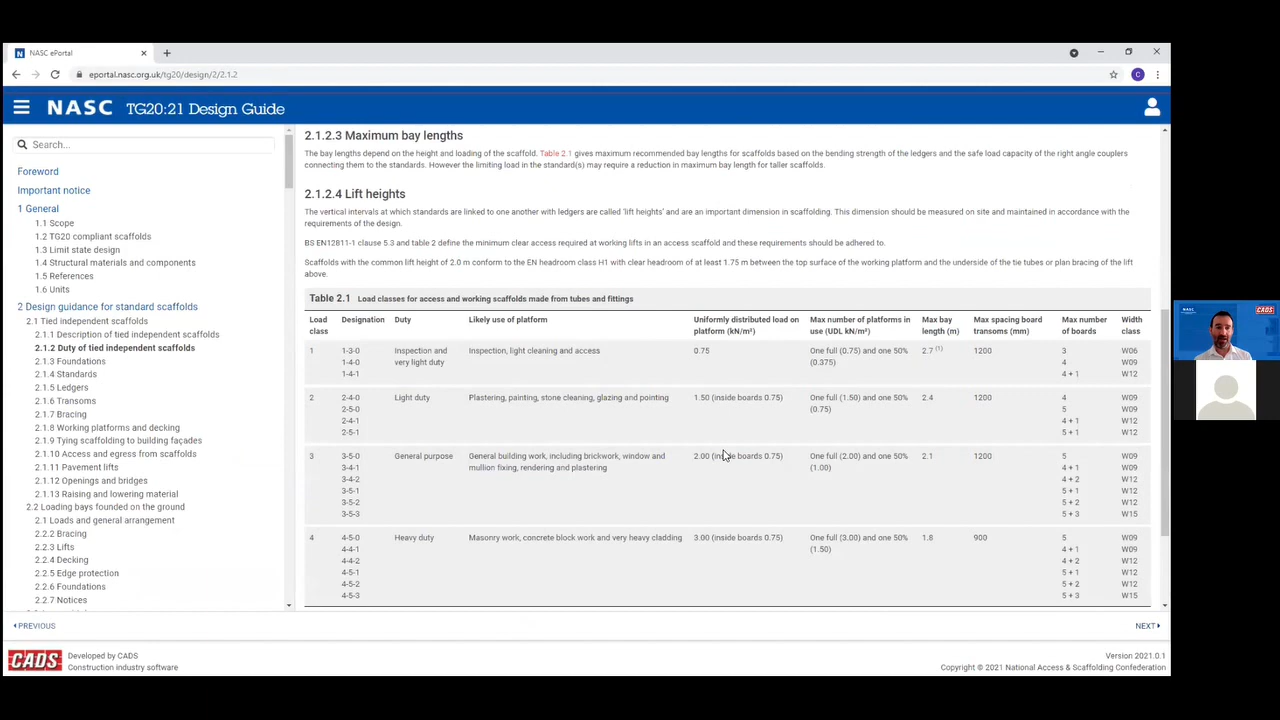 NASC ePortal
eportal.nasc.org.uk/tg20/design/2/2.1.2
C
NASC TG20:21 Design Guide
Search...
Foreword
Important notice
1 General
1.1 Scope
1.2 TG20 compliant scaffolds
1.3 Limit state design
1.4 Structural materials and components
1.5 References
1.6 Units
2 Design guidance for standard scaffolds
2.1 Tied independent scaffolds
2.1.1 Description of tied independent scaffolds
2.1.2 Duty of tied independent scaffolds
2.1.3 Foundations
2.1.4 Standards
2.1.5 Ledgers
2.1.6 Transoms
2.1.7 Bracing
2.1.8 Working platforms and decking
2.1.9 Tying scaffolding to building façades
2.1.10 Access and egress from scaffolds
2.1.11 Pavement lifts
2.1.12 Openings and bridges
2.1.13 Raising and lowering material
2.2 Loading bays founded on the ground
2.1 Loads and general arrangement
2.2.2 Bracing
2.2.3 Lifts
2.2.4 Decking
2.2.5 Edge protection
2.2.6 Foundations
2.2.7 Notices
2.1.2.3 Maximum bay lengths
The bay lengths depend on the height and loading of the scaffold. Table 2.1 gives maximum recommended bay lengths for scaffolds based on the bending strength of the ledgers and the safe load capacity of the right angle couplers
connecting them to the standards. However the limiting load in the standard(s) may require a reduction in maximum bay length for taller scaffolds.
2.1.2.4 Lift heights
The vertical intervals at which standards are linked to one another with ledgers are called 'lift heights' and are an important dimension in scaffolding. This dimension should be measured on site and maintained in accordance with the
requirements of the design.
BS EN12811-1 clause 5.3 and table 2 define the minimum clear access required at working lifts in an access scaffold and these requirements should be adhered to.
Scaffolds with the common lift height of 2.0 m conform to the EN headroom class H1 with clear headroom of at least 1.75 m between the top surface of the working platform and the underside of the tie tubes or plan bracing of the lift
above.
Table 2.1 Load classes for access and working scaffolds made from tubes and fittings
Load class Designation Duty Likely use of platform Uniformly distributed load on platform (kN/m²) Max number of platforms in use (UDL kN/m²) Max bay length (m) Max spacing board transoms (mm) Max number of boards Width class
1 1-3-0 Inspection and Inspection, light cleaning and access 0.75 One full (0.75) and one 50% 2.7 (1) 1200 3 W06
1-4-0 very light duty (0.375) 4 W09
1-4-1 4 + 1 W12
2 2-4-0 Light duty Plastering, painting, stone cleaning, glazing and pointing 1.50 (inside boards 0.75) One full (1.50) and one 50% 2.4 1200 4 W09
2-5-0 (0.75) 5 W09
2-4-1 4 + 1 W12
2-5-1 5 + 1 W12
3 3-5-0 General purpose General building work, including brickwork, window and 2.00 (inside boards 0.75) One full (2.00) and one 50% 2.1 1200 5 W09
3-4-1 mullion fixing, rendering and plastering (1.00) 4 + 1 W09
3-4-2 4 + 2 W12
3-5-1 5 + 1 W12
3-5-2 5 + 2 W12
3-5-3 5 + 3 W15
4 4-5-0 Heavy duty Masonry work, concrete block work and very heavy cladding 3.00 (inside boards 0.75) One full (3.00) and one 50% 1.8 900 5 W09
4-4-1 (1.50) 4 + 1 W09
4-4-2 4 + 2 W12
4-5-1 5 + 1 W12
4-5-2 5 + 2 W12
4-5-3 5 + 3 W15
PREVIOUS
NEXT
CADS
Developed by CADS
Construction industry software
Version 2021.0.1
Copyright © 2021 National Access & Scaffolding Confederation
NASC
CADS